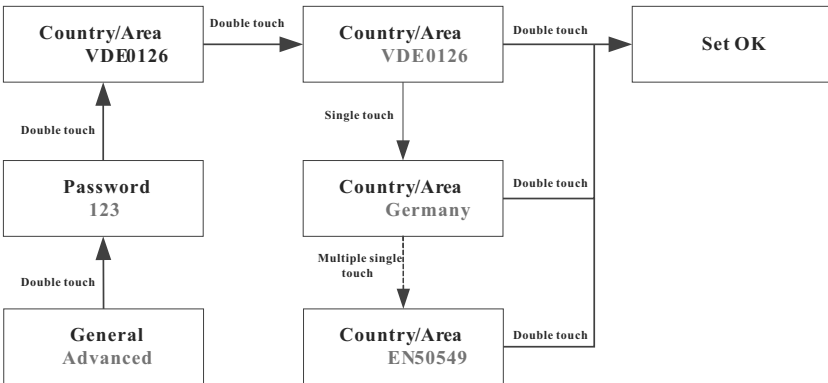 Country/Area
VDE0126
Double touch
Country/Area
VDE0126
Double touch
Set OK
Double touch
Single touch
Password
123
Country/Area
Germany
Double touch
Double touch
Multiple single
touch
General
Advanced
Country/Area
EN50549
Double touch